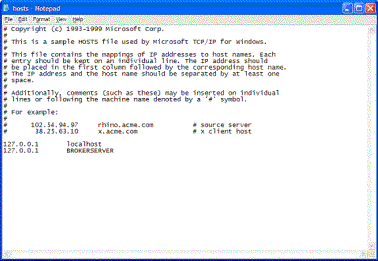 hosts - Notepad
File Edit Format View Help
# Copyright (c) 1993-1999 Microsoft Corp.
#
# This is a sample HOSTS file used by Microsoft TCP/IP for Windows.
#
# This file contains the mappings of IP addresses to host names. Each
# entry should be kept on an individual line. The IP address should
# be placed in the first column followed by the corresponding host name.
# The IP address and the host name should be separated by at least one
# space.
#
# Additionally, comments (such as these) may be inserted on individual
# lines or following the machine name denoted by a '#' symbol.
#
# For example:
#
# 102.54.94.97 rhino.acme.com # source server
# 38.25.63.10 x.acme.com # x client host
127.0.0.1 localhost
127.0.0.1 BROKERSERVER